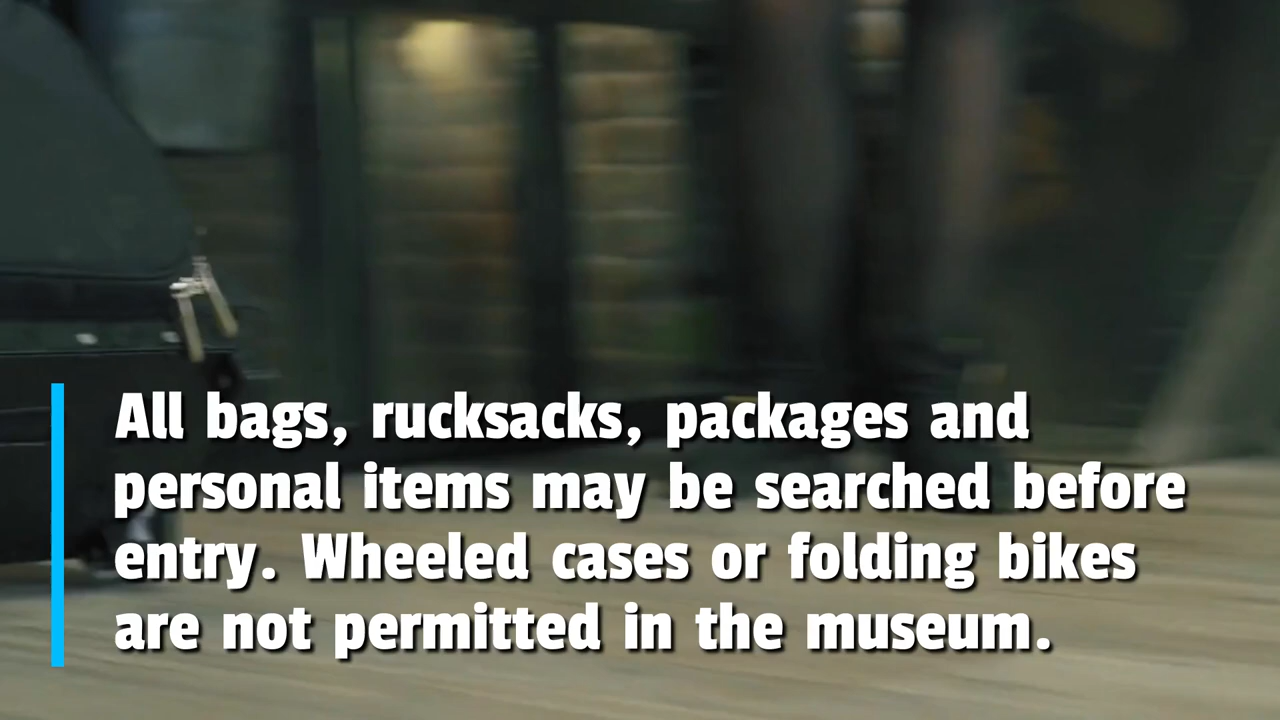 All bags, rucksacks, packages and
personal items may be searched before
entry. Wheeled cases or folding bikes
are not permitted in the museum.